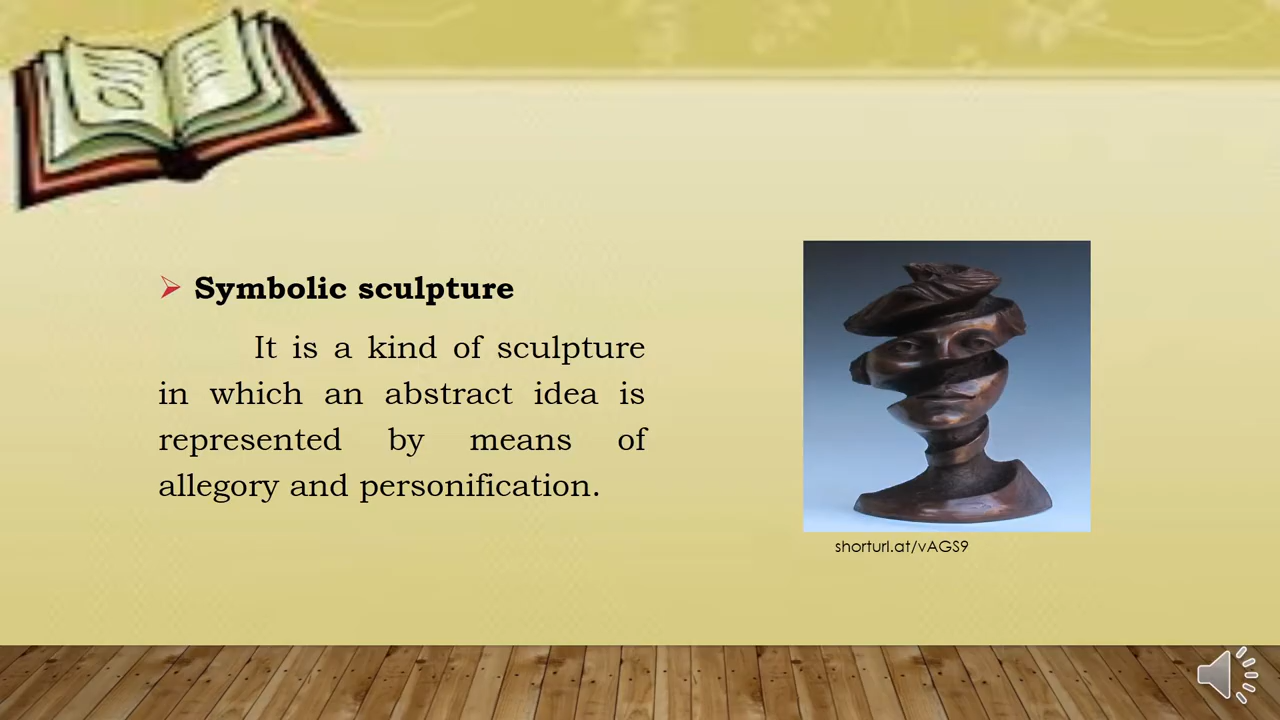 Symbolic sculpture
It is a kind of sculpture
in which an abstract idea is
represented by means of
allegory and personification.
shorturl.at/vAGS9